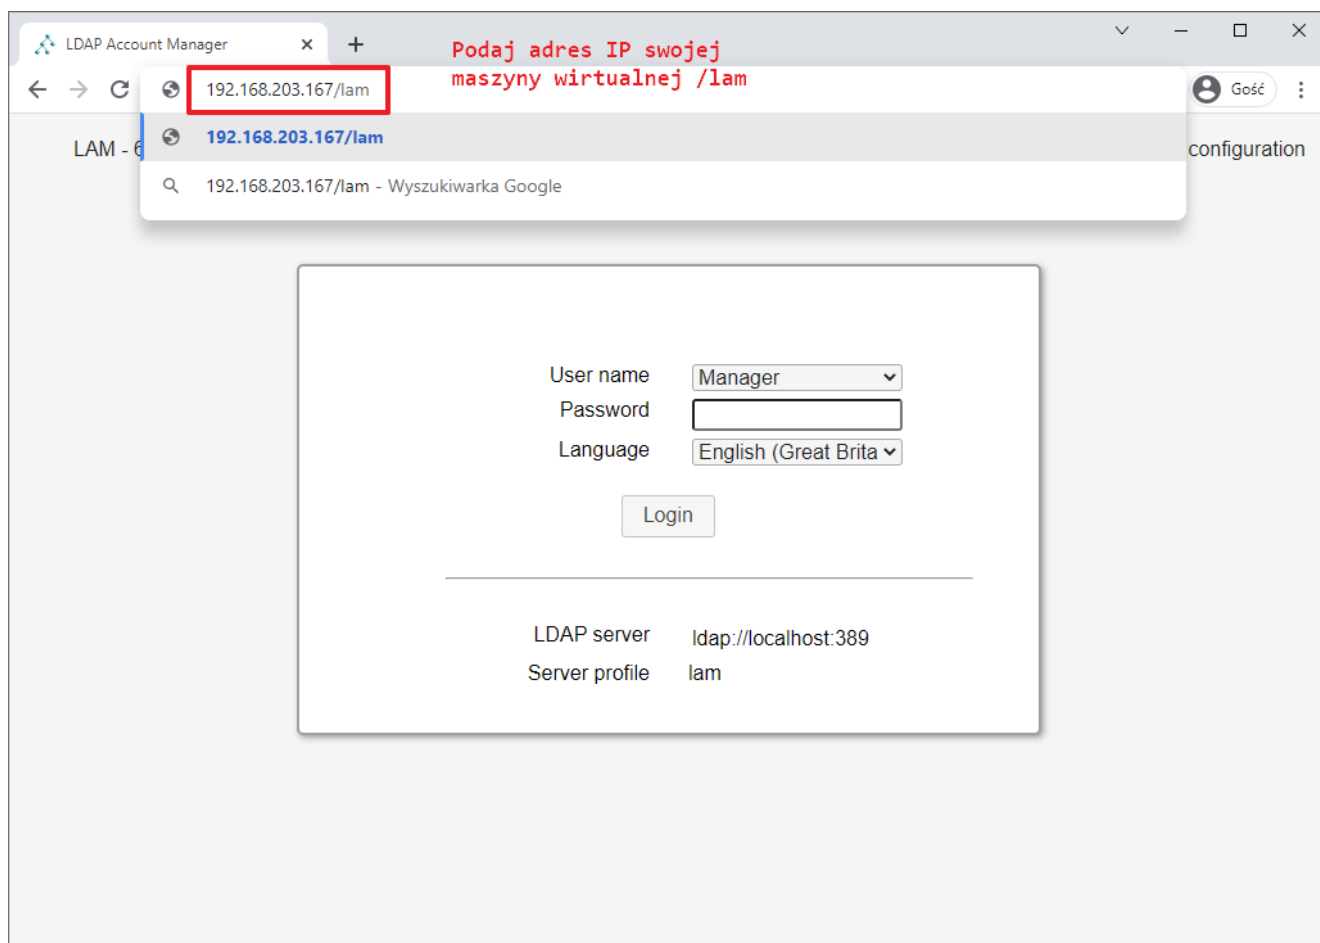 LDAP Account Manager
Podaj adres IP swojej
maszyny wirtualnej /lam
192.168.203.167/lam
Gość
192.168.203.167/lam
LAM - 6
configuration
192.168.203.167/lam - Wyszukiwarka Google
User name Manager
Password
Language English (Great Brita
Login
LDAP server ldap://localhost:389
Server profile lam